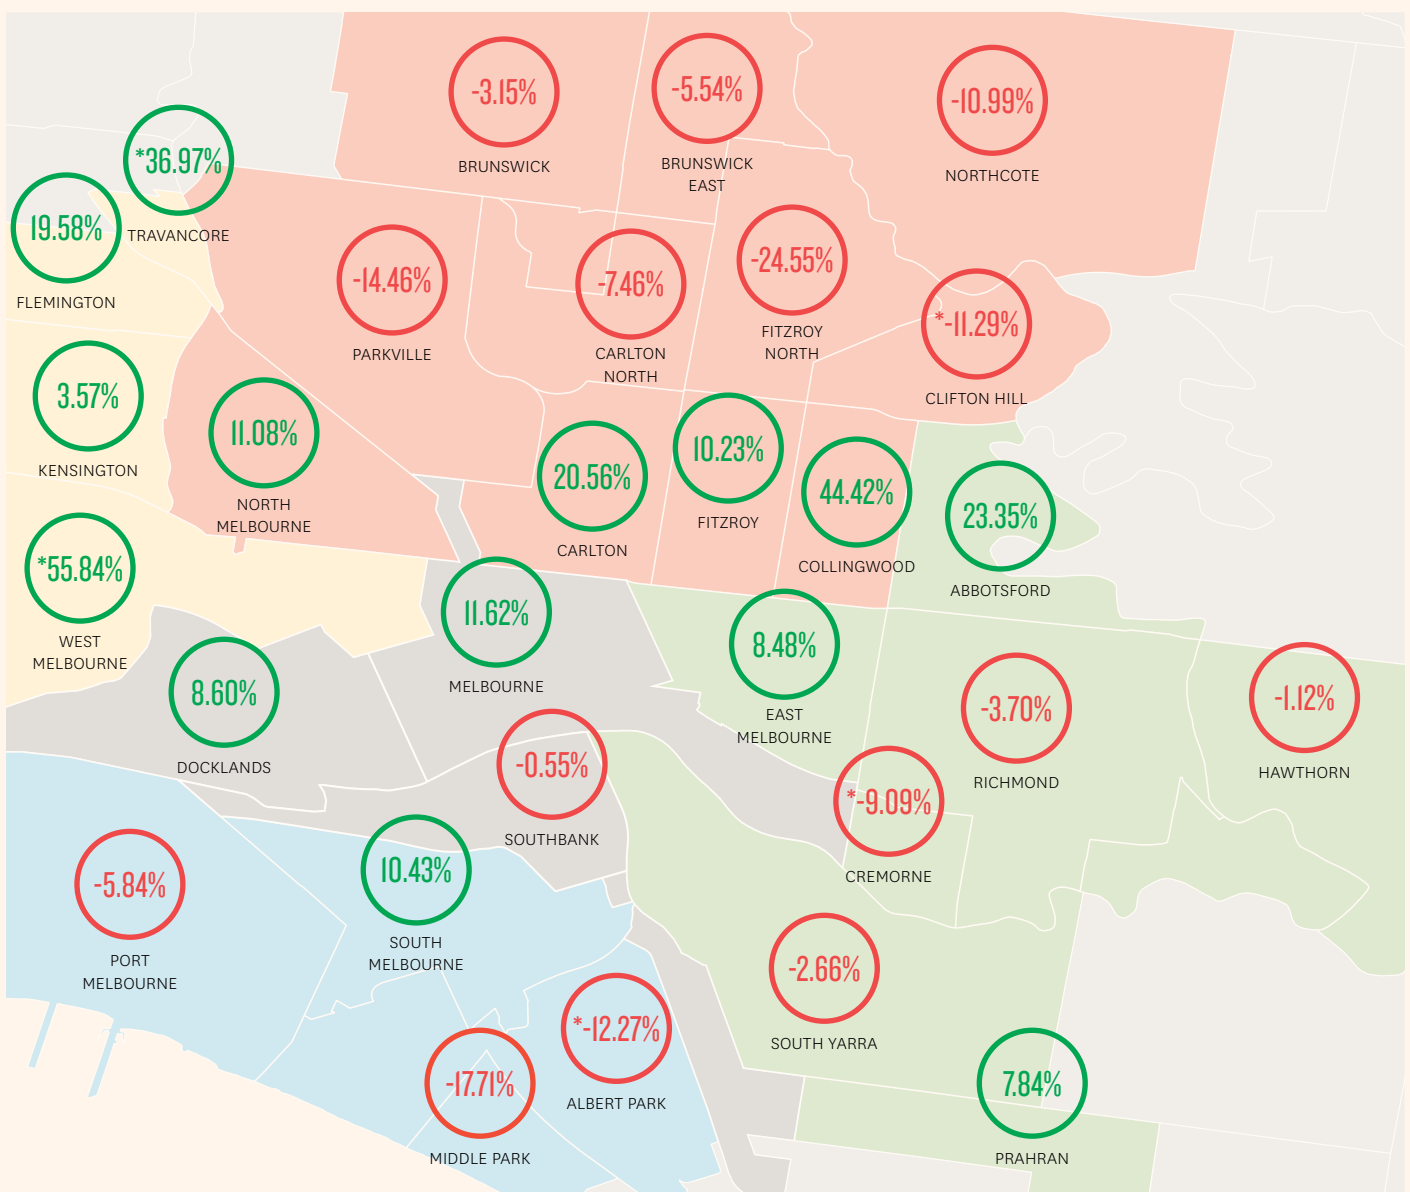 -3.15%
BRUNSWICK
-5.54%
BRUNSWICK
EAST
-10.99%
NORTHCOTE
*36.97%
TRAVANCORE
19.58%
FLEMINGTON
-14.46%
PARKVILLE
-7.46%
CARLTON
NORTH
-24.55%
FITZROY
NORTH
*-11.29%
CLIFTON HILL
3.57%
KENSINGTON
11.08%
NORTH
MELBOURNE
20.56%
CARLTON
10.23%
FITZROY
44.42%
COLLINGWOOD
23.35%
ABBOTSFORD
*55.84%
WEST
MELBOURNE
11.62%
MELBOURNE
8.48%
EAST
MELBOURNE
8.60%
DOCKLANDS
-0.55%
SOUTHBANK
-3.70%
RICHMOND
-1.12%
HAWTHORN
*-9.09%
CREMORNE
-5.84%
PORT
MELBOURNE
10.43%
SOUTH
MELBOURNE
-2.66%
SOUTH YARRA
*-12.27%
ALBERT PARK
-17.71%
MIDDLE PARK
7.84%
PRAHRAN